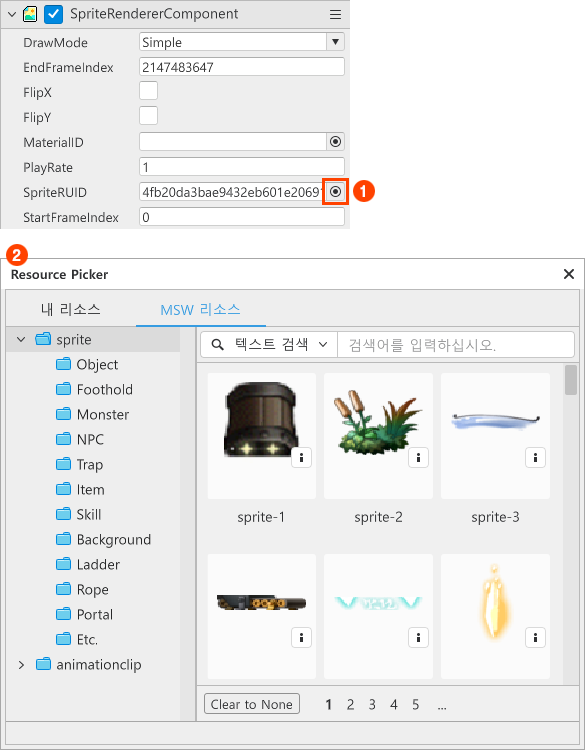 SpriteRendererComponent
DrawMode Simple
EndFrameIndex 2147483647
FlipX
FlipY
MaterialID
PlayRate 1
SpriteRUID 4fb20da3bae9432eb601e2069 1
StartFrameIndex 0
2
Resource Picker
내 리소스 MSW 리소스
sprite 텍스트 검색 검색어를 입력하십시오.
Object
Foothold
Monster
NPC
Trap
Item
Skill
Background
Ladder
Rope
Portal
Etc.
animationclip
sprite-1 sprite-2 sprite-3
Clear to None 1 2 3 4 5 ...